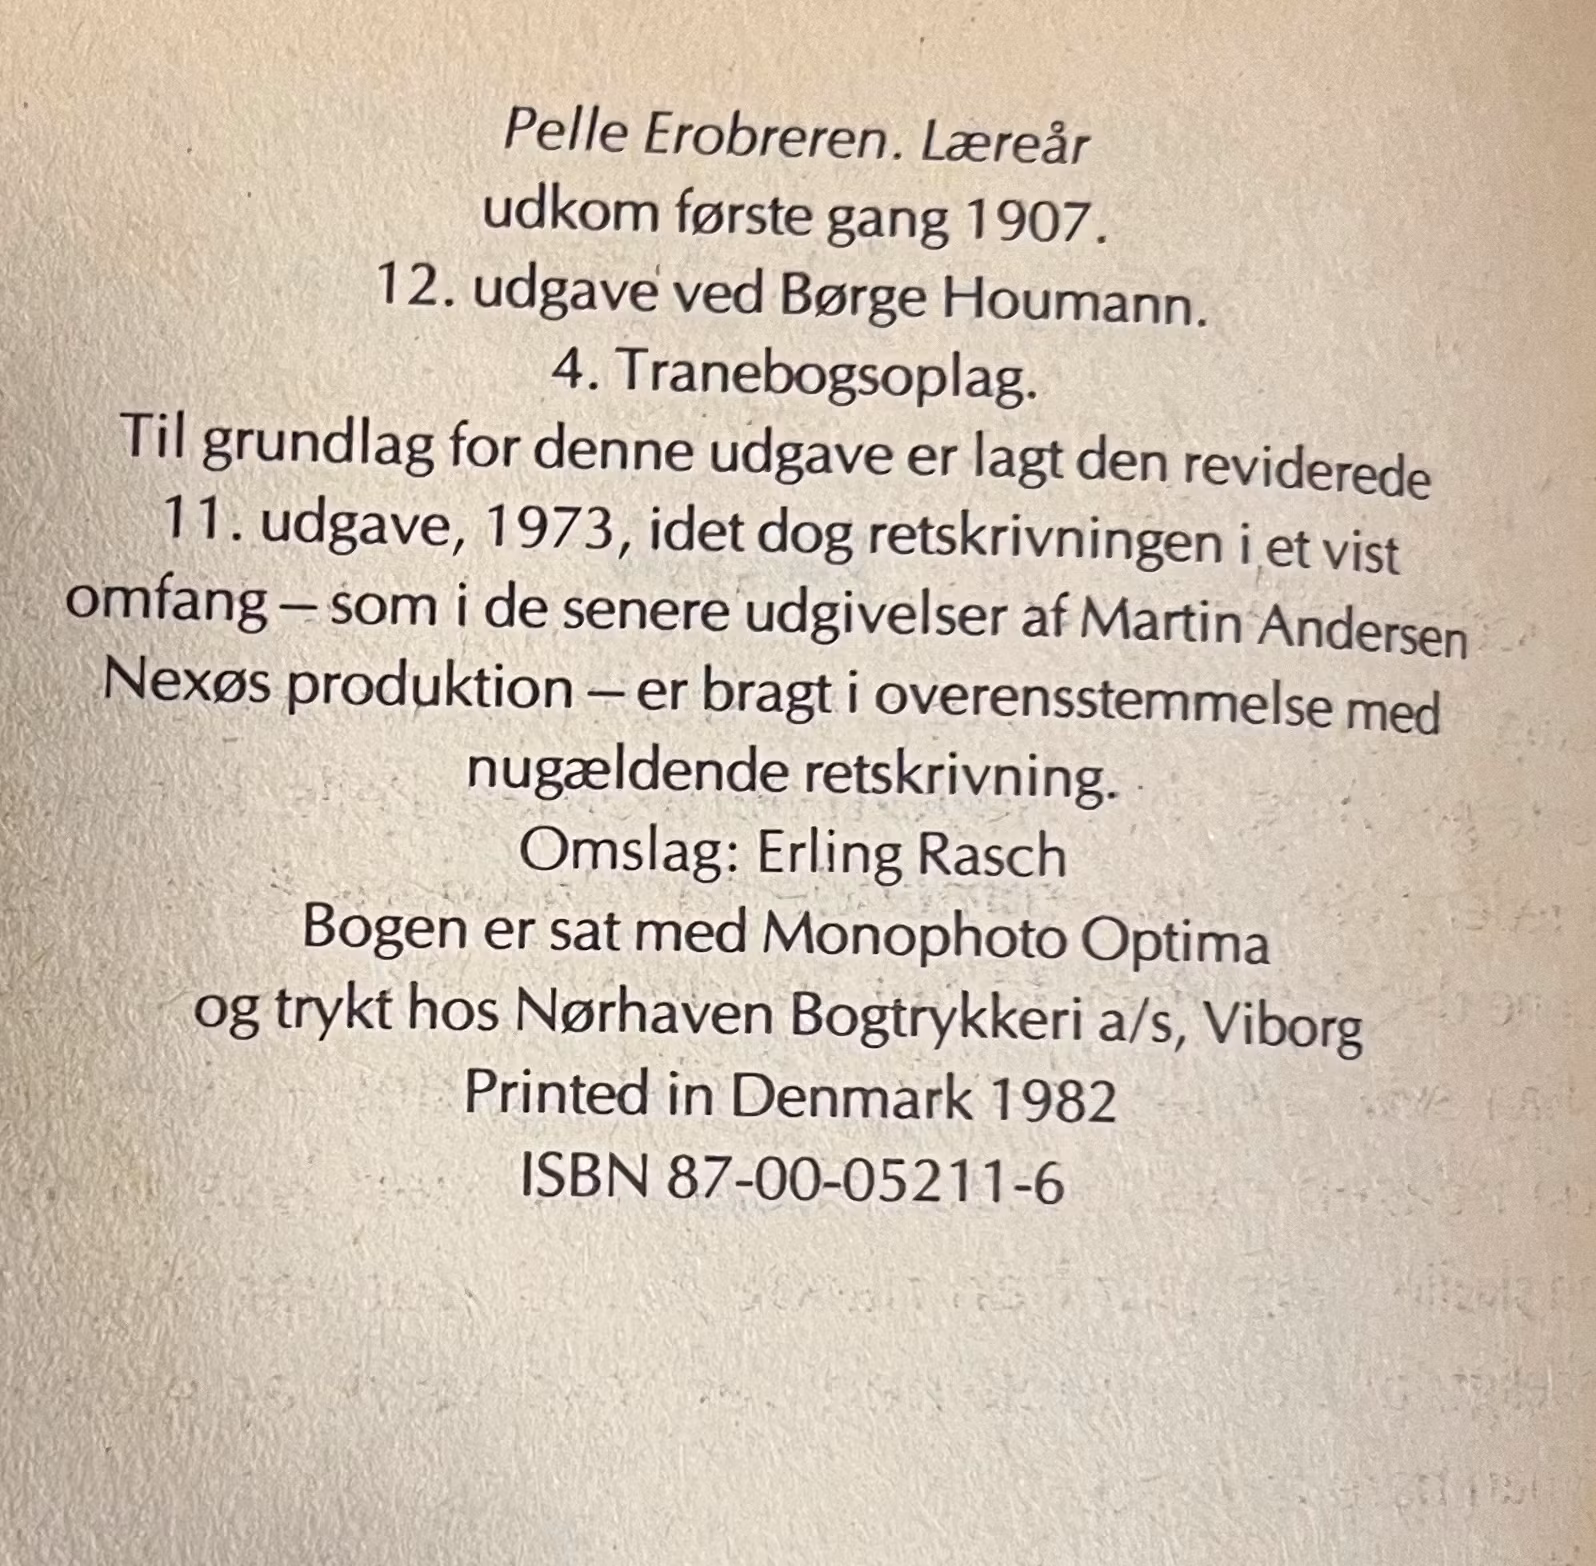 Pelle Erobreren. Læreår
udkom første gang 1907.
12. udgave ved Børge Houmann.
4. Tranebogsoplag.
Til grundlag for denne udgave er lagt den reviderede
11. udgave, 1973, idet dog retskrivningen i et vist
omfang – som i de senere udgivelser af Martin Andersen
Nexøs produktion – er bragt i overensstemmelse med
nugældende retskrivning.
Omslag: Erling Rasch
Bogen er sat med Monophoto Optima
og trykt hos Nørhaven Bogtrykkeri a/s, Viborg
Printed in Denmark 1982
ISBN 87-00-05211-6